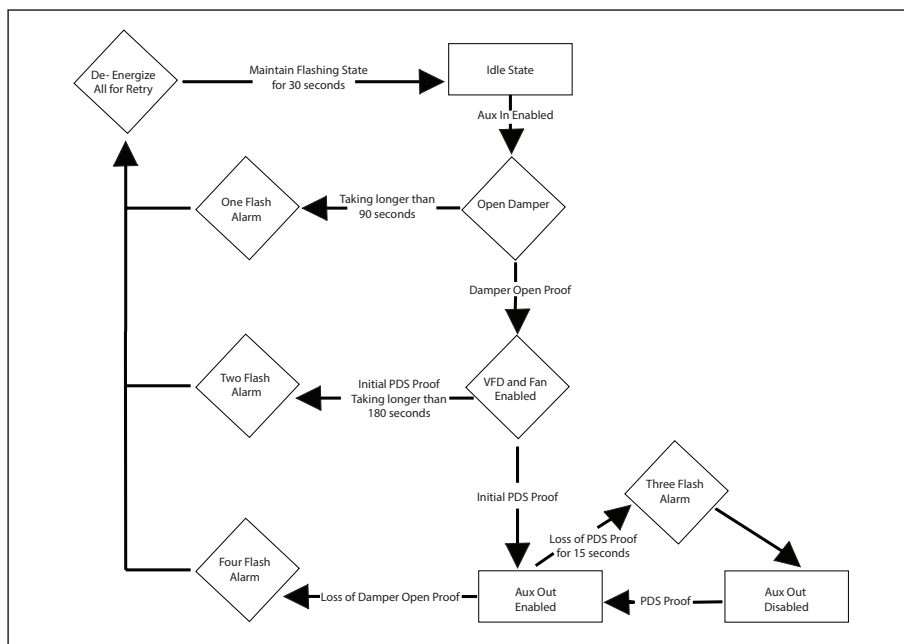 De- Energize
All for Retry
Maintain Flashing State
for 30 seconds
Idle State
Aux In Enabled
One Flash
Alarm
Taking longer than
90 seconds
Open Damper
Damper Open Proof
Two Flash
Alarm
Initial PDS Proof
Taking longer than
180 seconds
VFD and Fan
Enabled
Initial PDS Proof
Three Flash
Alarm
Loss of PDS Proof
for 15 seconds
Four Flash
Alarm
Loss of Damper Open Proof
Aux Out
Enabled
PDS Proof
Aux Out
Disabled